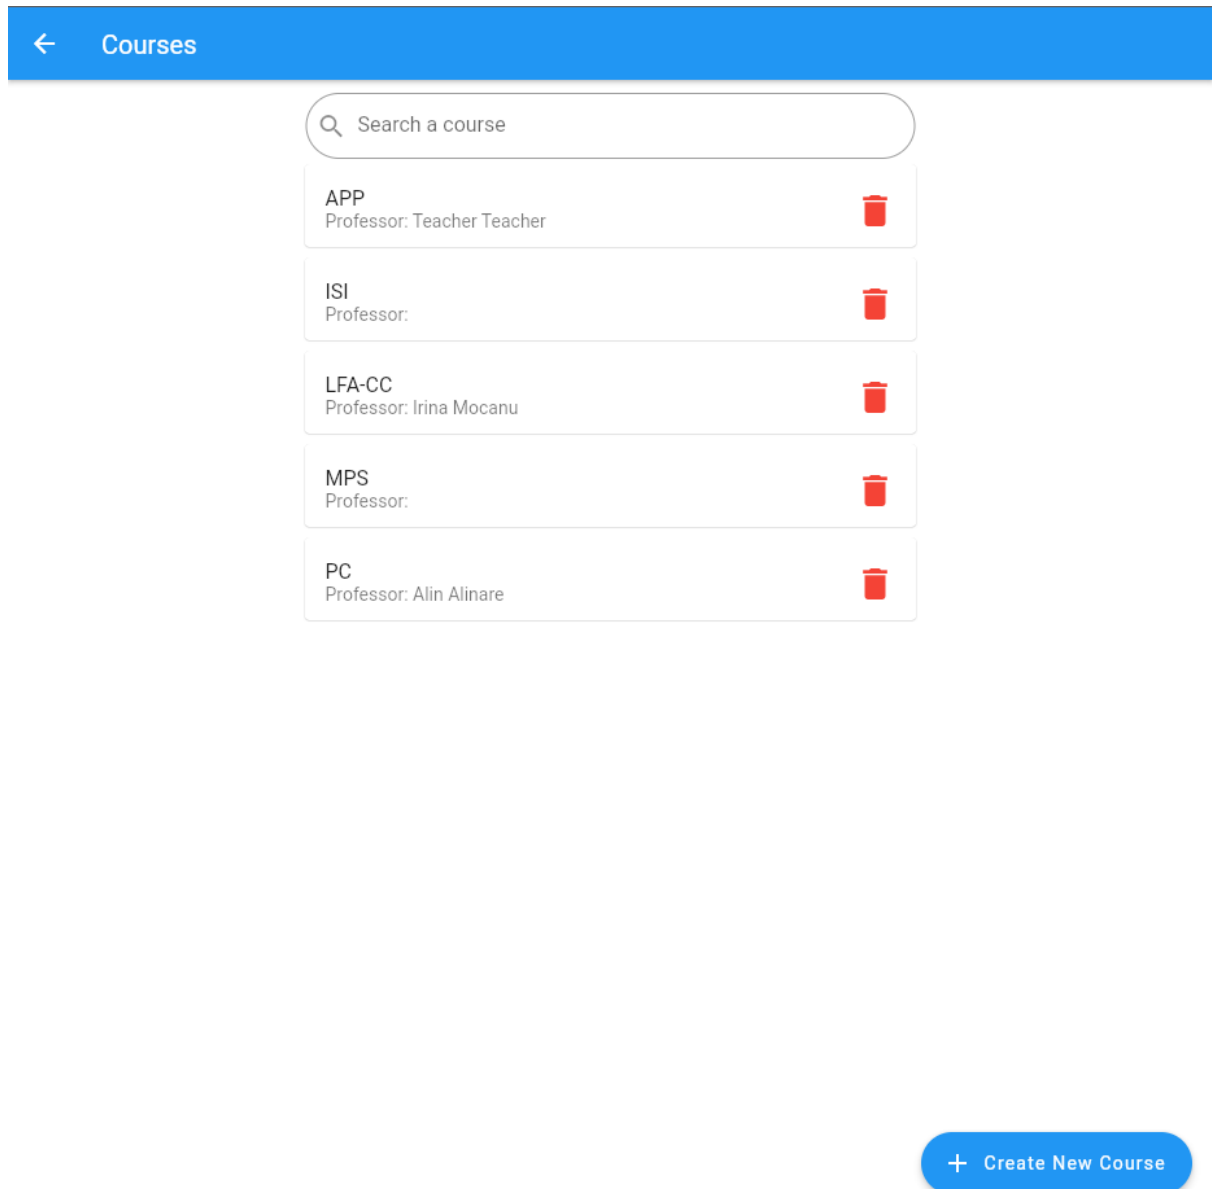 Courses
Search a course
APP
Professor: Teacher Teacher
ISI
Professor:
LFA-CC
Professor: Irina Mocanu
MPS
Professor:
PC
Professor: Alin Alinare
Create New Course